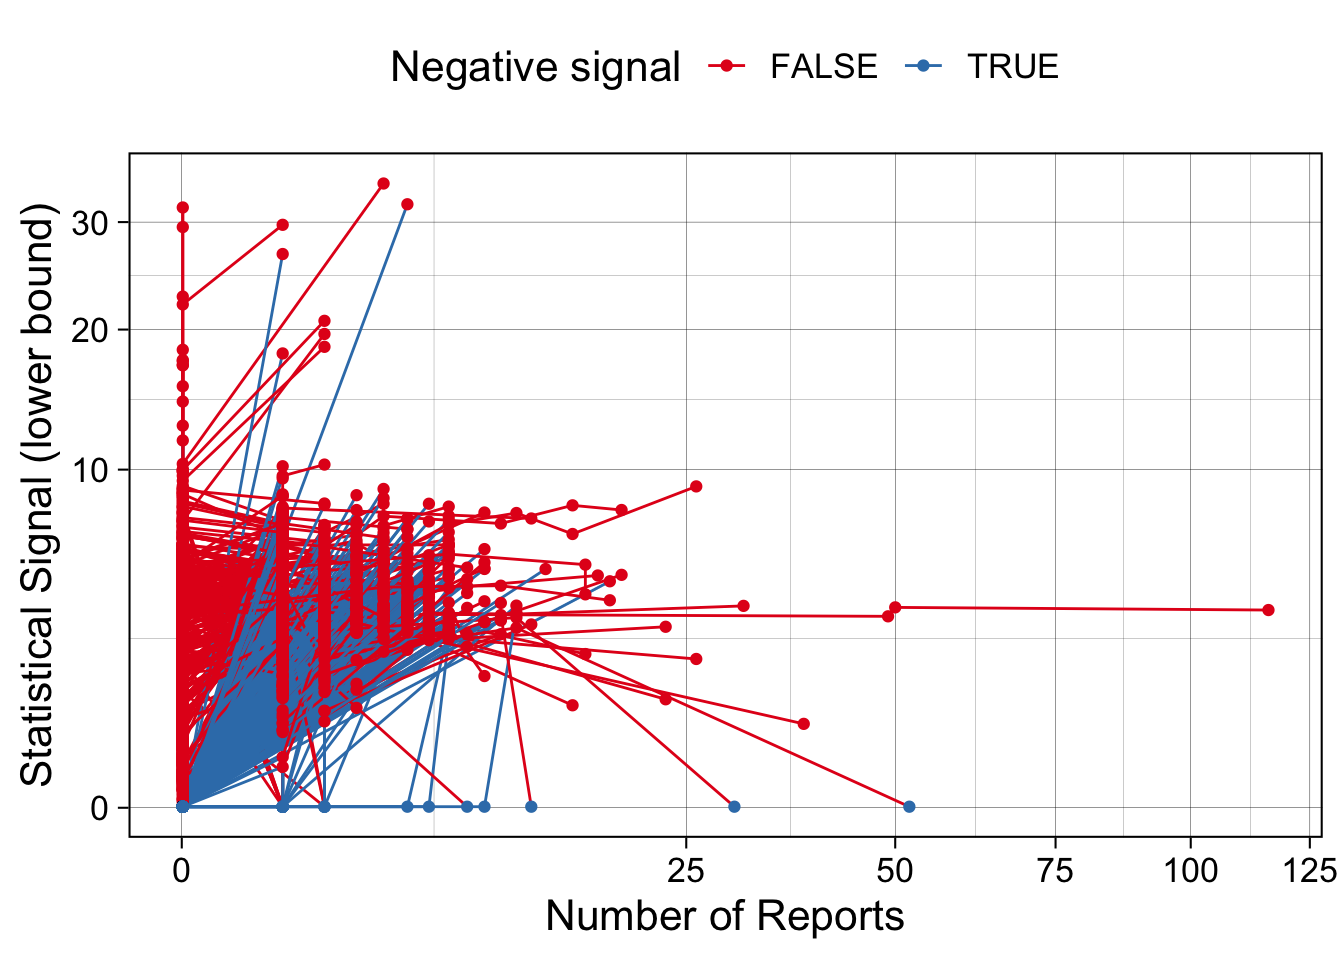 Negative signal FALSE TRUE
Statistical Signal (lower bound)
30
20
10
0
0 25 50 75 100 125
Number of Reports